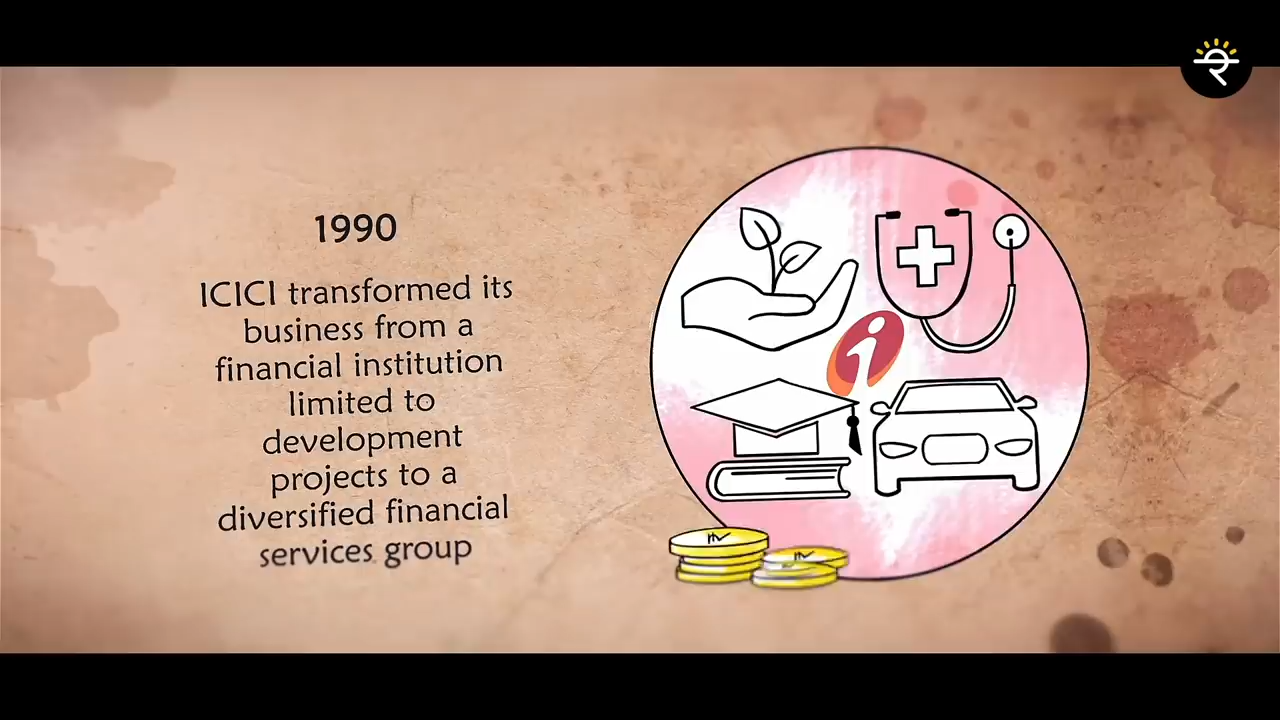 1990
ICICI transformed its
business from a
financial institution
limited to
development
projects to a
diversified financial
services group